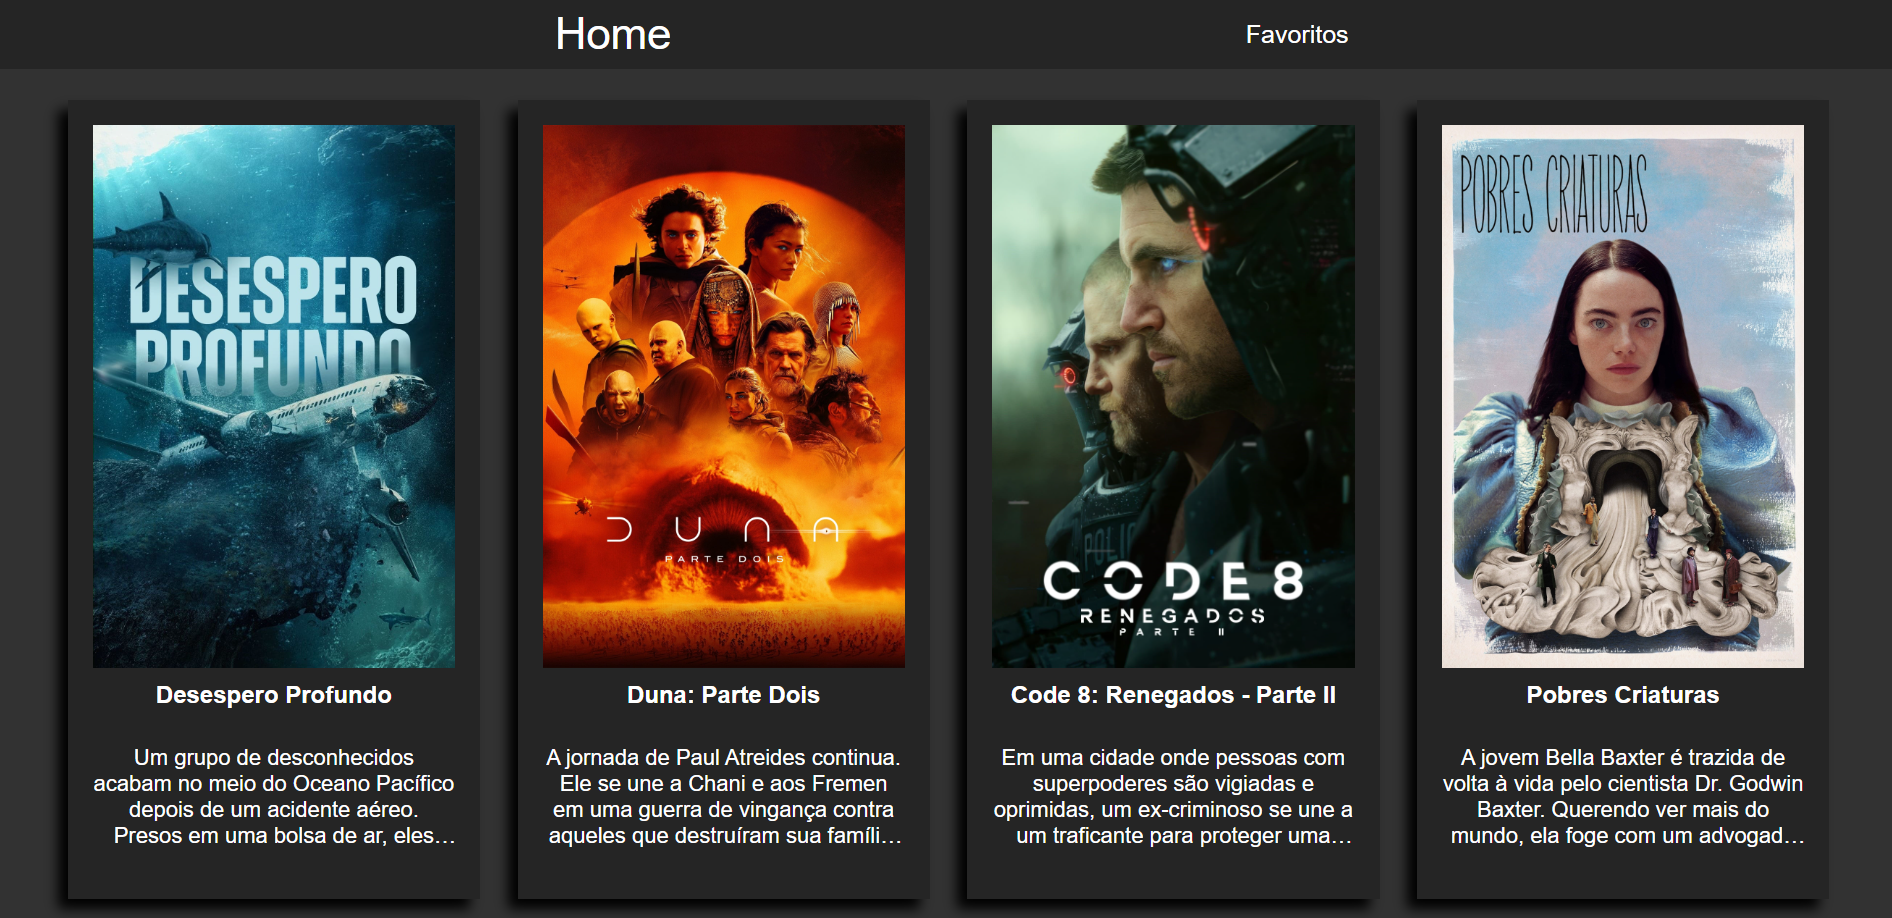 Home
Favoritos
DESESPERO
PROFUNDO
Desespero Profundo
Um grupo de desconhecidos
acabam no meio do Oceano Pacífico
depois de um acidente aéreo.
Presos em uma bolsa de ar, eles…
DUNA
PARTE DOIS
Duna: Parte Dois
A jornada de Paul Atreides continua.
Ele se une a Chani e aos Fremen
em uma guerra de vingança contra
aqueles que destruíram sua famíli…
POLIC
CODE 8
RENEGADOS
PARTE II
Code 8: Renegados - Parte II
Em uma cidade onde pessoas com
superpoderes são vigiadas e
oprimidas, um ex-criminoso se une a
um traficante para proteger uma…
POBRES CRIATURAS
Pobres Criaturas
A jovem Bella Baxter é trazida de
volta à vida pelo cientista Dr. Godwin
Baxter. Querendo ver mais do
mundo, ela foge com um advogad…